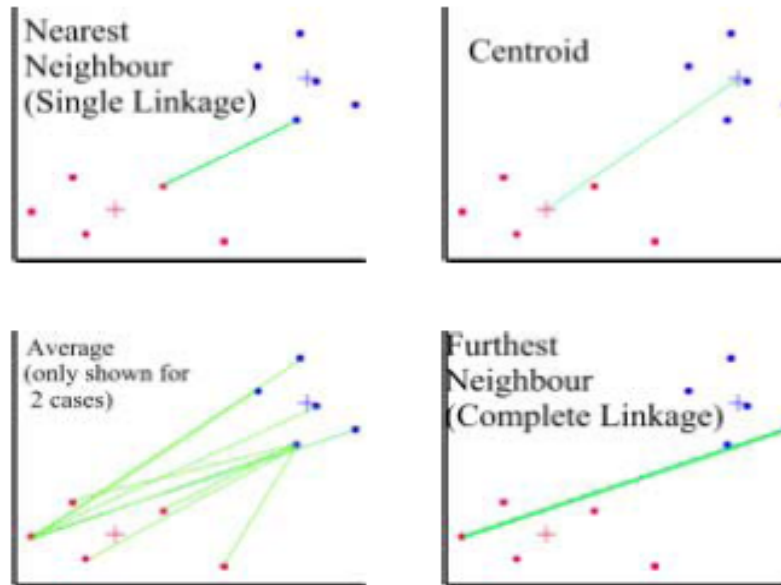 Nearest
Neighbour
(Single Linkage)
Centroid
Average
(only shown for
2 cases)
Furthest
Neighbour
(Complete Linkage)